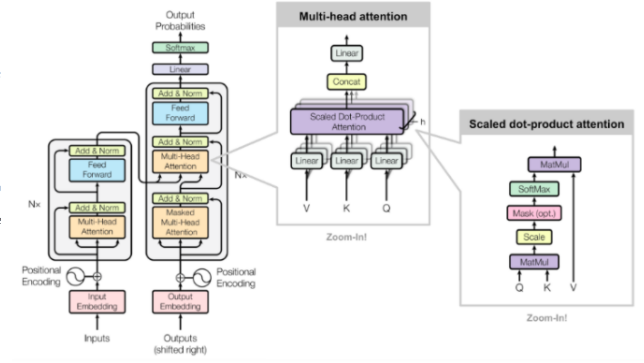 Output
Probabilities
Softmax
Linear
Add & Norm
Feed
Forward
Add & Norm
Multi-Head
Attention
Add & Norm
Masked
Multi-Head
Attention
Nx
Positional
Encoding
Output
Embedding
Outputs
(shifted right)
Add & Norm
Feed
Forward
Add & Norm
Multi-Head
Attention
Nx
Positional
Encoding
Input
Embedding
Inputs
Multi-head attention
Linear
Concat
Scaled Dot-Product
Attention
h
Linear Linear Linear
V K Q
Zoom-In!
Scaled dot-product attention
MatMul
SoftMax
Mask (opt.)
Scale
MatMul
Q K V
Zoom-In!